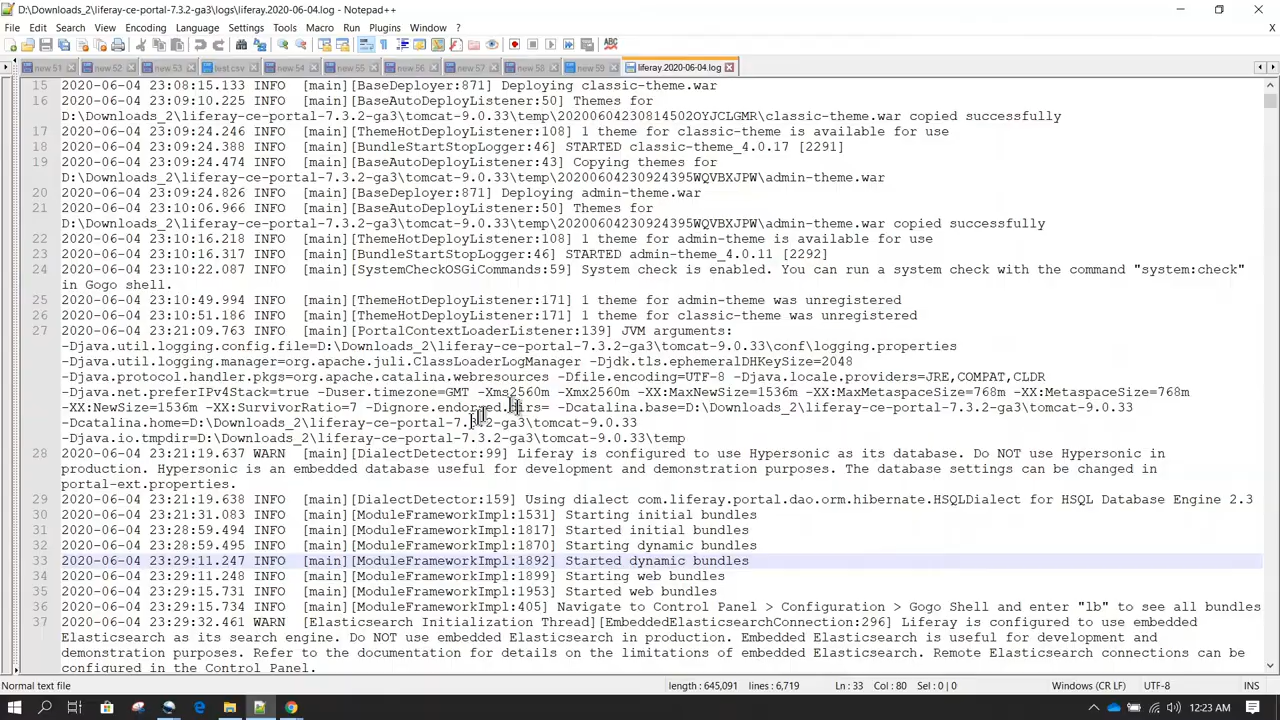 D:\Downloads_2\liferay-ce-portal-7.3.2-ga3\logs\liferay.2020-06-04.log - Notepad++
File Edit Search View Encoding Language Settings Tools Macro Run Plugins Window ?
X
new 51 new 52 new 53 test.csv new 54 new 55 new 56 new 57 new 58 new 59 liferay.2020-06-04.log
15 2020-06-04 23:08:15.133 INFO [main][BaseDeployer:871] Deploying classic-theme.war
16 2020-06-04 23:09:10.225 INFO [main][BaseAutoDeployListener:50] Themes for
D:\Downloads_2\liferay-ce-portal-7.3.2-ga3\tomcat-9.0.33\temp\20200604230814502OYJCLGMR\classic-theme.war copied successfully
17 2020-06-04 23:09:24.246 INFO [main][ThemeHotDeployListener:108] 1 theme for classic-theme is available for use
18 2020-06-04 23:09:24.388 INFO [main][BundleStartStopLogger:46] STARTED classic-theme_4.0.17 [2291]
19 2020-06-04 23:09:24.474 INFO [main][BaseAutoDeployListener:43] Copying themes for
D:\Downloads_2\liferay-ce-portal-7.3.2-ga3\tomcat-9.0.33\temp\20200604230924395WQVBXJPW\admin-theme.war
20 2020-06-04 23:09:24.826 INFO [main][BaseDeployer:871] Deploying admin-theme.war
21 2020-06-04 23:10:06.966 INFO [main][BaseAutoDeployListener:50] Themes for
D:\Downloads_2\liferay-ce-portal-7.3.2-ga3\tomcat-9.0.33\temp\20200604230924395WQVBXJPW\admin-theme.war copied successfully
22 2020-06-04 23:10:16.218 INFO [main][ThemeHotDeployListener:108] 1 theme for admin-theme is available for use
23 2020-06-04 23:10:16.317 INFO [main][BundleStartStopLogger:46] STARTED admin-theme_4.0.11 [2292]
24 2020-06-04 23:10:22.087 INFO [main][SystemCheckOSGiCommands:59] System check is enabled. You can run a system check with the command "system:check"
in Gogo shell.
25 2020-06-04 23:10:49.994 INFO [main][ThemeHotDeployListener:171] 1 theme for admin-theme was unregistered
26 2020-06-04 23:10:51.186 INFO [main][ThemeHotDeployListener:171] 1 theme for classic-theme was unregistered
27 2020-06-04 23:21:09.763 INFO [main][PortalContextLoaderListener:139] JVM arguments:
-Djava.util.logging.config.file=D:\Downloads_2\liferay-ce-portal-7.3.2-ga3\tomcat-9.0.33\conf\logging.properties
-Djava.util.logging.manager=org.apache.juli.ClassLoaderLogManager -Djdk.tls.ephemeralDHKeySize=2048
-Djava.protocol.handler.pkgs=org.apache.catalina.webresources -Dfile.encoding=UTF-8 -Djava.locale.providers=JRE,COMPAT,CLDR
-Djava.net.preferIPv4Stack=true -Duser.timezone=GMT -Xms2560m -Xmx2560m -XX:MaxNewSize=1536m -XX:MaxMetaspaceSize=768m -XX:MetaspaceSize=768m
-XX:NewSize=1536m -XX:SurvivorRatio=7 -Dignore.endorsed.dirs= -Dcatalina.base=D:\Downloads_2\liferay-ce-portal-7.3.2-ga3\tomcat-9.0.33
-Dcatalina.home=D:\Downloads_2\liferay-ce-portal-7.3.2-ga3\tomcat-9.0.33
-Djava.io.tmpdir=D:\Downloads_2\liferay-ce-portal-7.3.2-ga3\tomcat-9.0.33\temp
28 2020-06-04 23:21:19.637 WARN [main][DialectDetector:99] Liferay is configured to use Hypersonic as its database. Do NOT use Hypersonic in
production. Hypersonic is an embedded database useful for development and demonstration purposes. The database settings can be changed in
portal-ext.properties.
29 2020-06-04 23:21:19.638 INFO [main][DialectDetector:159] Using dialect com.liferay.portal.dao.orm.hibernate.HSQLDialect for HSQL Database Engine 2.3
30 2020-06-04 23:21:31.083 INFO [main][ModuleFrameworkImpl:1531] Starting initial bundles
31 2020-06-04 23:28:59.494 INFO [main][ModuleFrameworkImpl:1817] Started initial bundles
32 2020-06-04 23:28:59.495 INFO [main][ModuleFrameworkImpl:1870] Starting dynamic bundles
33 2020-06-04 23:29:11.247 INFO [main][ModuleFrameworkImpl:1892] Started dynamic bundles
34 2020-06-04 23:29:11.248 INFO [main][ModuleFrameworkImpl:1899] Starting web bundles
35 2020-06-04 23:29:15.731 INFO [main][ModuleFrameworkImpl:1953] Started web bundles
36 2020-06-04 23:29:15.734 INFO [main][ModuleFrameworkImpl:405] Navigate to Control Panel > Configuration > Gogo Shell and enter "lb" to see all bundles
37 2020-06-04 23:29:32.461 WARN [Elasticsearch Initialization Thread][EmbeddedElasticsearchConnection:296] Liferay is configured to use embedded
Elasticsearch as its search engine. Do NOT use embedded Elasticsearch in production. Embedded Elasticsearch is useful for development and
demonstration purposes. Refer to the documentation for details on the limitations of embedded Elasticsearch. Remote Elasticsearch connections can be
configured in the Control Panel.
Normal text file length : 645,091 lines : 6,719 Ln : 33 Col : 80 Sel : 0 | 0 Windows (CR LF) UTF-8 INS
12:23 AM